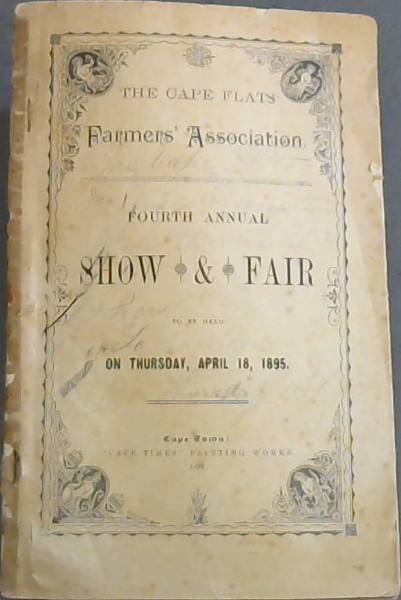 THE CAPE FLATS
Farmers' Association.
FOURTH ANNUAL
SHOW & FAIR
TO BE HELD
ON THURSDAY, APRIL 18, 1895.
Cape Town:
"CAPE TIMES" PRINTING WORKS.